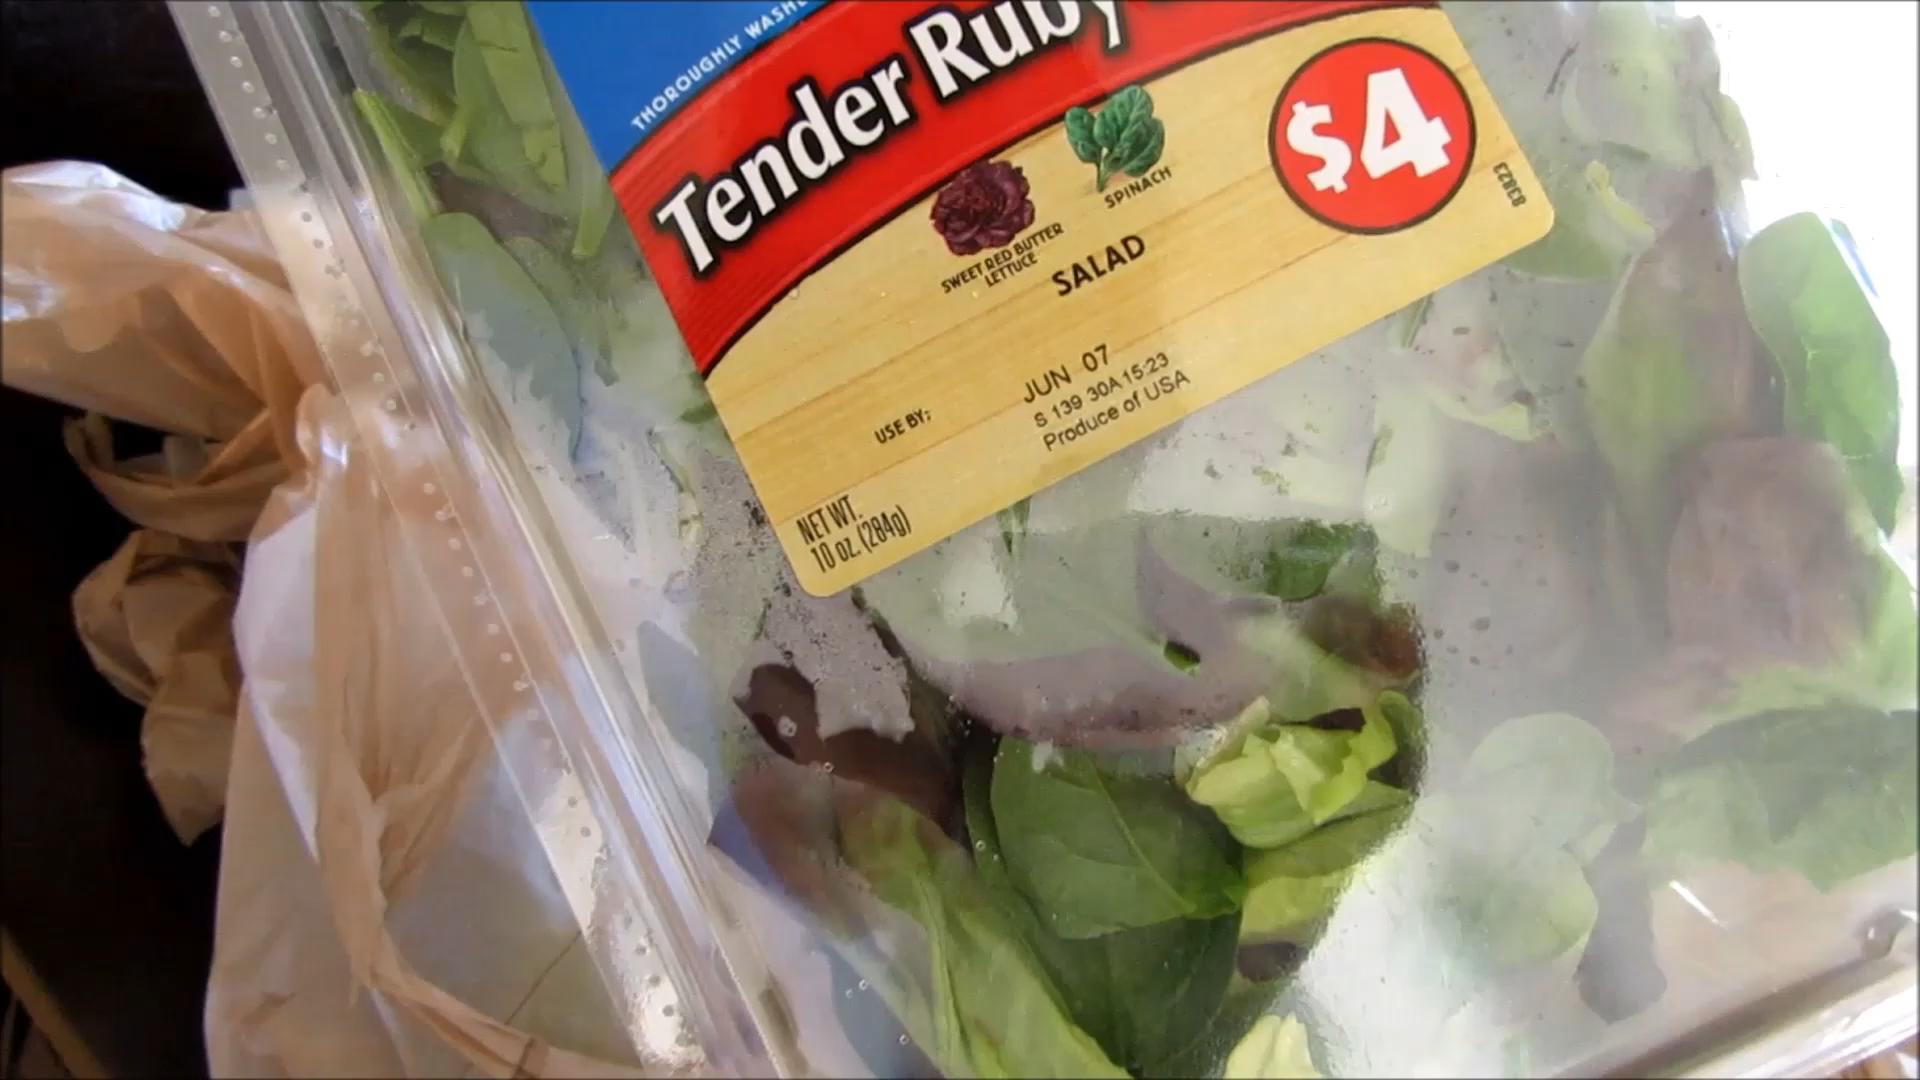 THOROUGHLY WASHE
Tender Ruby
$4
SPINACH
SWEET RED BUTTER
LETTUCE
SALAD
83823
USE BY:
JUN 07
S 139 30A 15:23
Produce of USA
NET WT.
10 oz. (284g)